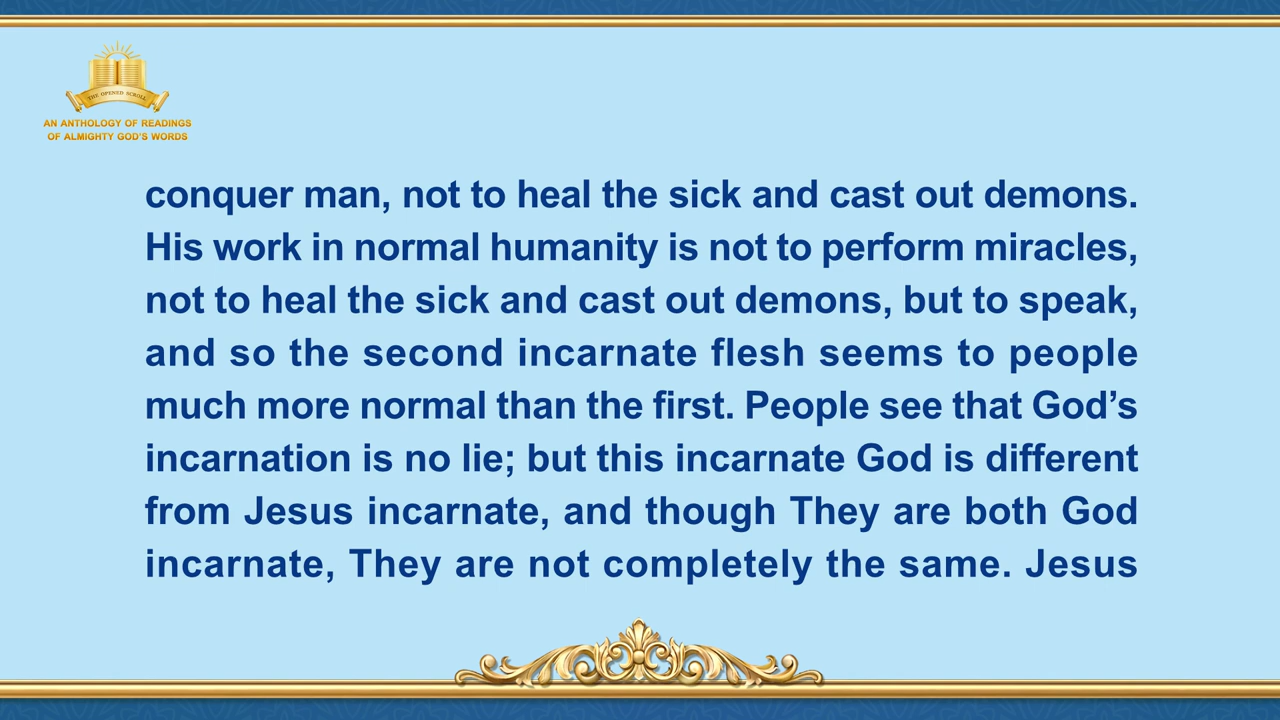 THE OPENED SCROLL
AN ANTHOLOGY OF READINGS
OF ALMIGHTY GOD'S WORDS
conquer man, not to heal the sick and cast out demons.
His work in normal humanity is not to perform miracles,
not to heal the sick and cast out demons, but to speak,
and so the second incarnate flesh seems to people
much more normal than the first. People see that God’s
incarnation is no lie; but this incarnate God is different
from Jesus incarnate, and though They are both God
incarnate, They are not completely the same. Jesus